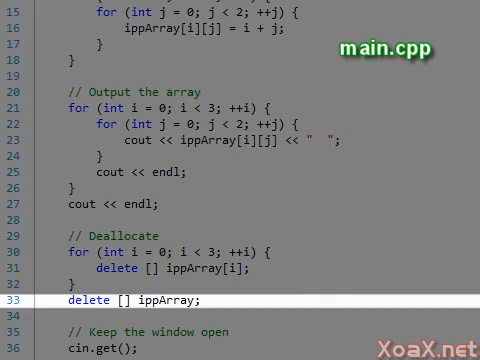 15 for (int j = 0; j < 2; ++j) {
16 ippArray[i][j] = i + j;
17 }
18 }
19
20 // Output the array
21 for (int i = 0; i < 3; ++i) {
22 for (int j = 0; j < 2; ++j) {
23 cout << ippArray[i][j] << "  ";
24 }
25 cout << endl;
26 }
27 cout << endl;
28
29 // Deallocate
30 for (int i = 0; i < 3; ++i) {
31 delete [] ippArray[i];
32 }
33 delete [] ippArray;
34
35 // Keep the window open
36 cin.get();
main.cpp
XoaX.net